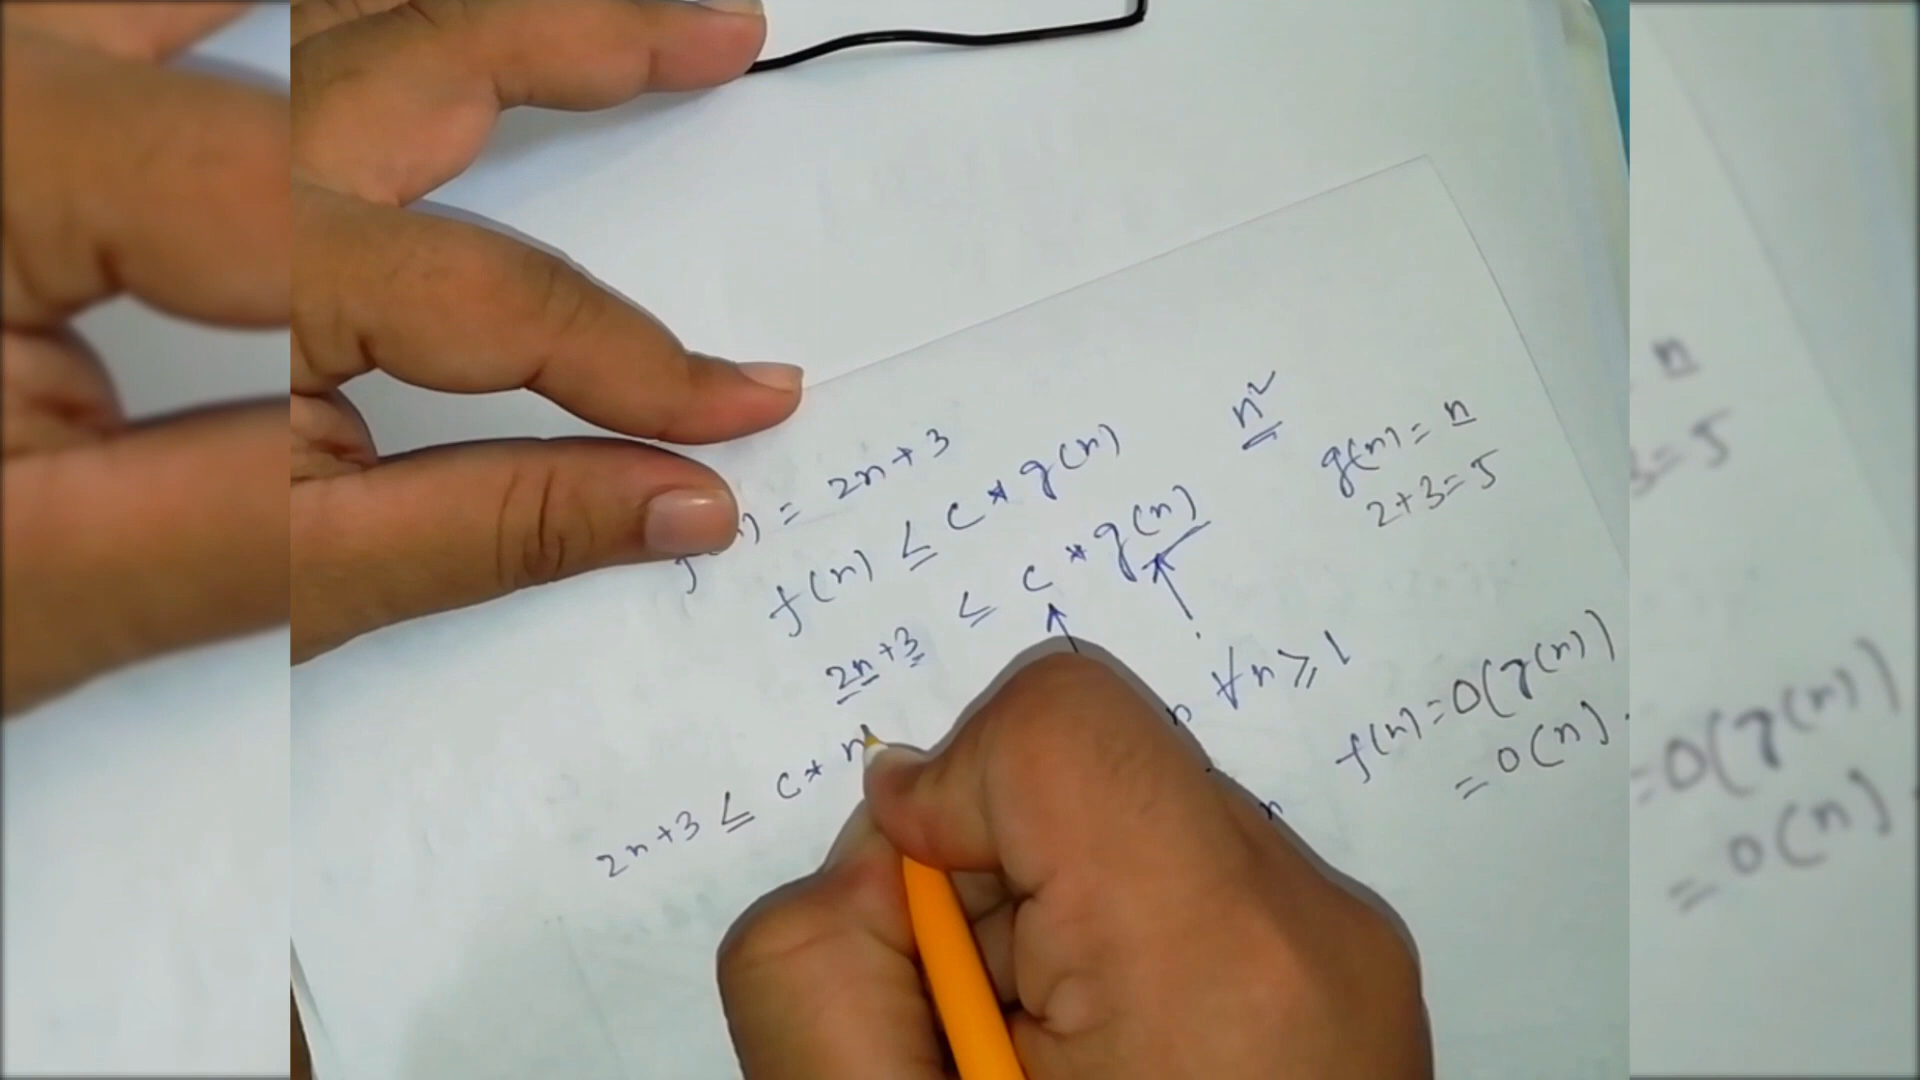 = 2n+3
f(n) ≤ c * g(n)
n²
g(n) = n
2+3=5
2n+3 ≤ c * g(n)
n ∀n ≥ 1
2n+3 ≤ c * n
n
f(n) = O(g(n))
= O(n).